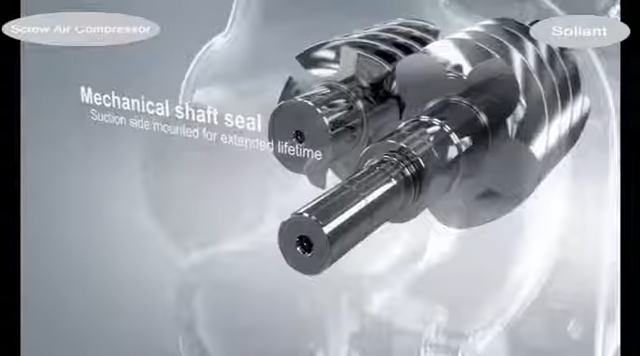 Screw Air Compressor
Soliant
Mechanical shaft seal
Suction side mounted for extended lifetime